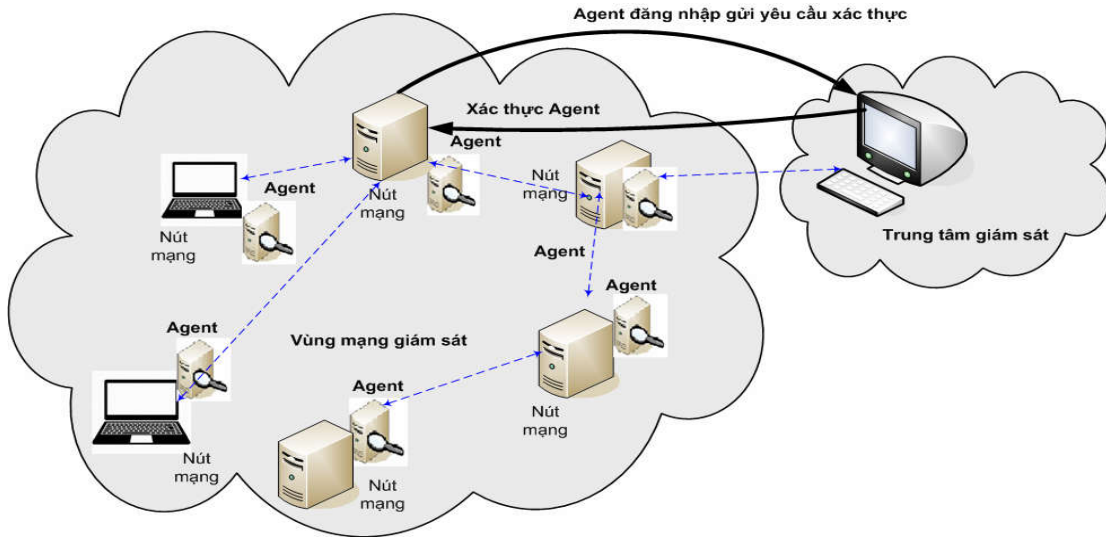 Agent đăng nhập gửi yêu cầu xác thực
Xác thực Agent
Agent
Nút
mạng
Agent
Nút
mạng
Nút
mạng
Agent
Trung tâm giám sát
Agent
Agent
Vùng mạng giám sát
Nút
mạng
Agent
Nút
mạng
Agent
Nút
mạng